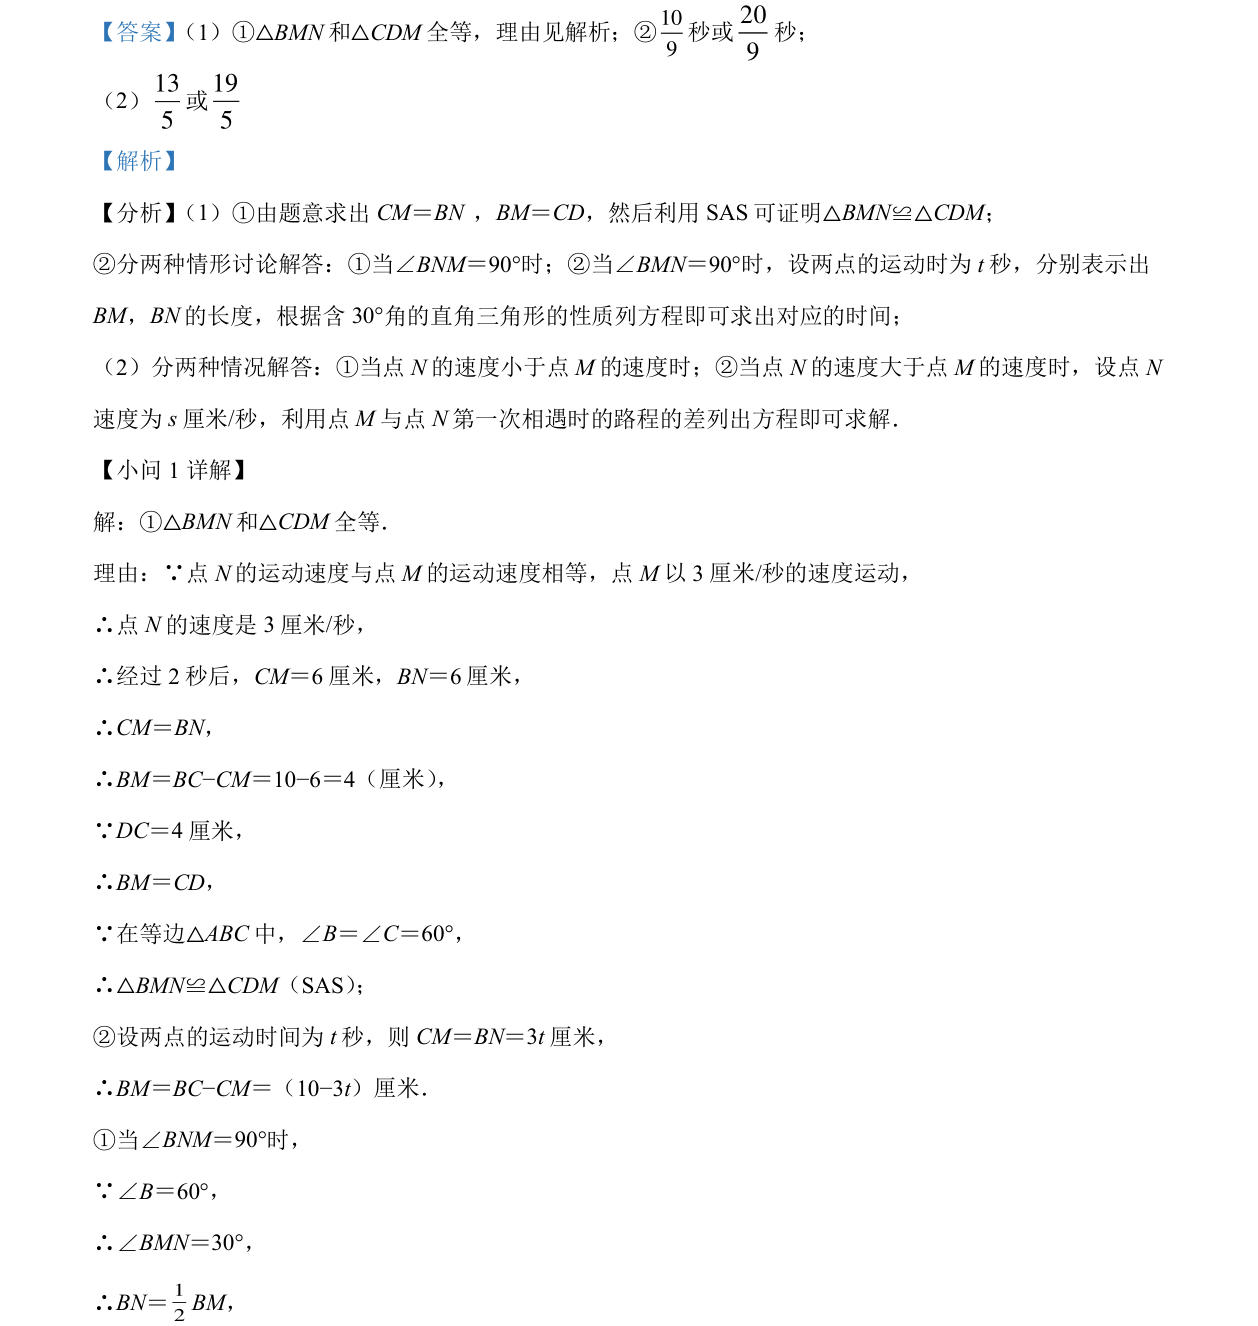 【答案】（1）①△BMN 和△CDM 全等，理由见解析；②10/9 秒或 20/9 秒；
（2）13/5 或 19/5
【解析】
【分析】（1）①由题意求出 CM＝BN ，BM＝CD，然后利用 SAS 可证明△BMN≌△CDM；
②分两种情形讨论解答：①当∠BNM＝90°时；②当∠BMN＝90°时，设两点的运动时为 t 秒，分别表示出
BM，BN 的长度，根据含 30°角的直角三角形的性质列方程即可求出对应的时间；
（2）分两种情况解答：①当点 N 的速度小于点 M 的速度时；②当点 N 的速度大于点 M 的速度时，设点 N
速度为 s 厘米/秒，利用点 M 与点 N 第一次相遇时的路程的差列出方程即可求解．
【小问 1 详解】
解：①△BMN 和△CDM 全等．
理由：∵点 N 的运动速度与点 M 的运动速度相等，点 M 以 3 厘米/秒的速度运动，
∴点 N 的速度是 3 厘米/秒，
∴经过 2 秒后，CM＝6 厘米，BN＝6 厘米，
∴CM＝BN，
∴BM＝BC−CM＝10−6＝4（厘米），
∵DC＝4 厘米，
∴BM＝CD，
∵在等边△ABC 中，∠B＝∠C＝60°，
∴△BMN≌△CDM（SAS）；
②设两点的运动时间为 t 秒，则 CM＝BN＝3t 厘米，
∴BM＝BC−CM＝（10−3t）厘米．
①当∠BNM＝90°时，
∵∠B＝60°，
∴∠BMN＝30°，
∴BN＝1/2 BM，